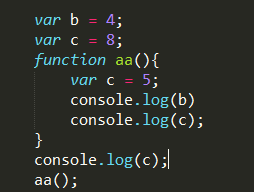 var b = 4;
var c = 8;
function aa(){
    var c = 5;
    console.log(b)
    console.log(c);
}
console.log(c);
aa();